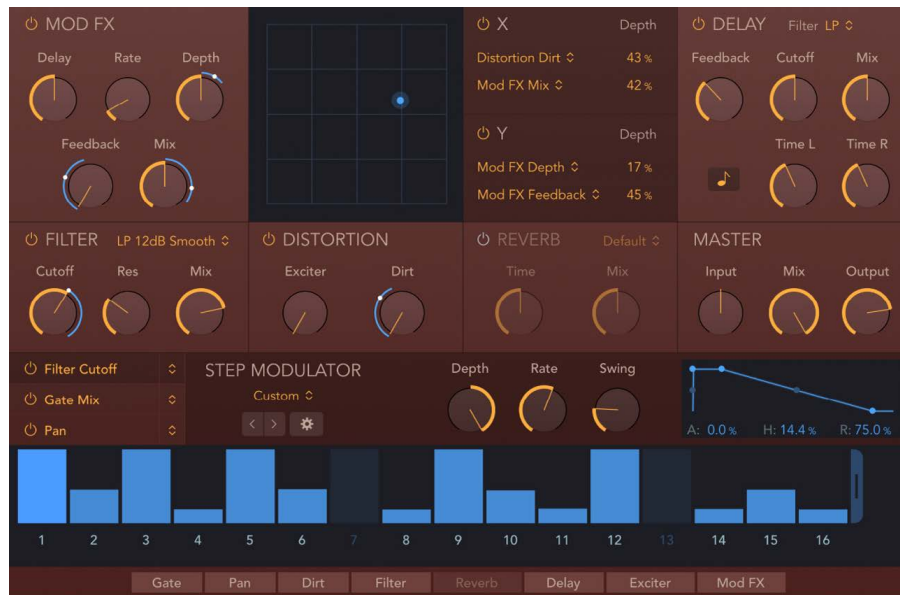 MOD FX
Delay Rate Depth
Feedback Mix
X Depth
Distortion Dirt 43 %
Mod FX Mix 42 %
Y Depth
Mod FX Depth 17 %
Mod FX Feedback 45 %
DELAY Filter LP
Feedback Cutoff Mix
Time L Time R
FILTER LP 12dB Smooth
Cutoff Res Mix
DISTORTION
Exciter Dirt
REVERB Default
Time Mix
MASTER
Input Mix Output
Filter Cutoff
Gate Mix
Pan
STEP MODULATOR
Custom
Depth Rate Swing
A: 0.0 % H: 14.4 % R: 75.0 %
1 2 3 4 5 6 7 8 9 10 11 12 13 14 15 16
Gate Pan Dirt Filter Reverb Delay Exciter Mod FX